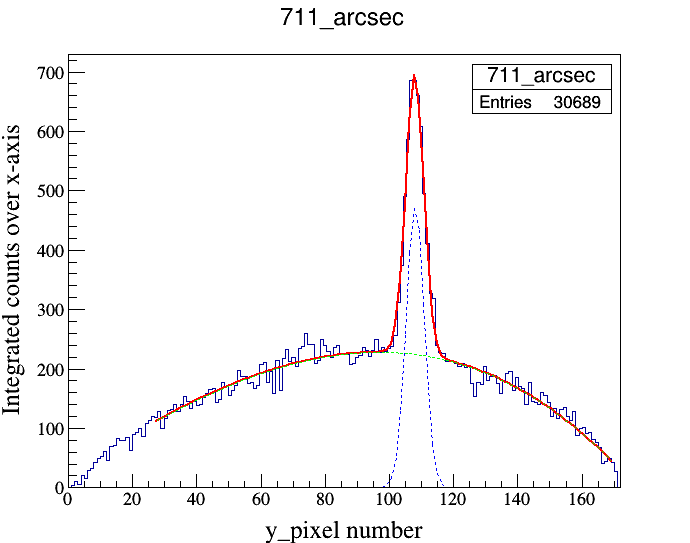 711_arcsec
711_arcsec
Entries 30689
Integrated counts over x-axis
700
600
500
400
300
200
100
0
0 20 40 60 80 100 120 140 160
y_pixel number